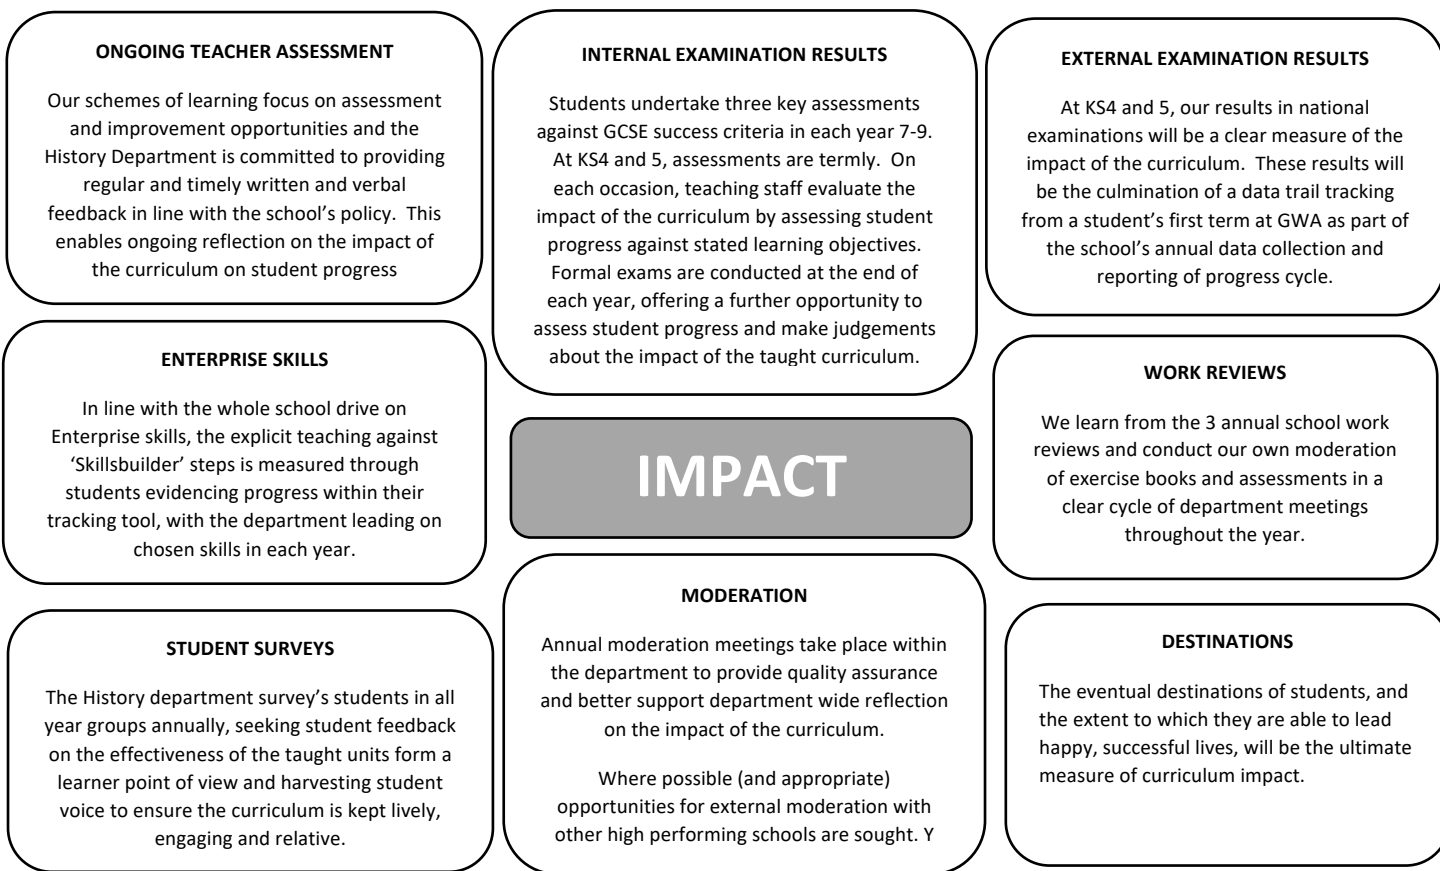 ONGOING TEACHER ASSESSMENT
Our schemes of learning focus on assessment
and improvement opportunities and the
History Department is committed to providing
regular and timely written and verbal
feedback in line with the school's policy.  This
enables ongoing reflection on the impact of
the curriculum on student progress
INTERNAL EXAMINATION RESULTS
Students undertake three key assessments
against GCSE success criteria in each year 7-9.
At KS4 and 5, assessments are termly.  On
each occasion, teaching staff evaluate the
impact of the curriculum by assessing student
progress against stated learning objectives.
Formal exams are conducted at the end of
each year, offering a further opportunity to
assess student progress and make judgements
about the impact of the taught curriculum.
EXTERNAL EXAMINATION RESULTS
At KS4 and 5, our results in national
examinations will be a clear measure of the
impact of the curriculum.  These results will
be the culmination of a data trail tracking
from a student's first term at GWA as part of
the school's annual data collection and
reporting of progress cycle.
ENTERPRISE SKILLS
In line with the whole school drive on
Enterprise skills, the explicit teaching against
'Skillsbuilder' steps is measured through
students evidencing progress within their
tracking tool, with the department leading on
chosen skills in each year.
IMPACT
WORK REVIEWS
We learn from the 3 annual school work
reviews and conduct our own moderation
of exercise books and assessments in a
clear cycle of department meetings
throughout the year.
STUDENT SURVEYS
The History department survey's students in all
year groups annually, seeking student feedback
on the effectiveness of the taught units form a
learner point of view and harvesting student
voice to ensure the curriculum is kept lively,
engaging and relative.
MODERATION
Annual moderation meetings take place within
the department to provide quality assurance
and better support department wide reflection
on the impact of the curriculum.
Where possible (and appropriate)
opportunities for external moderation with
other high performing schools are sought. Y
DESTINATIONS
The eventual destinations of students, and
the extent to which they are able to lead
happy, successful lives, will be the ultimate
measure of curriculum impact.